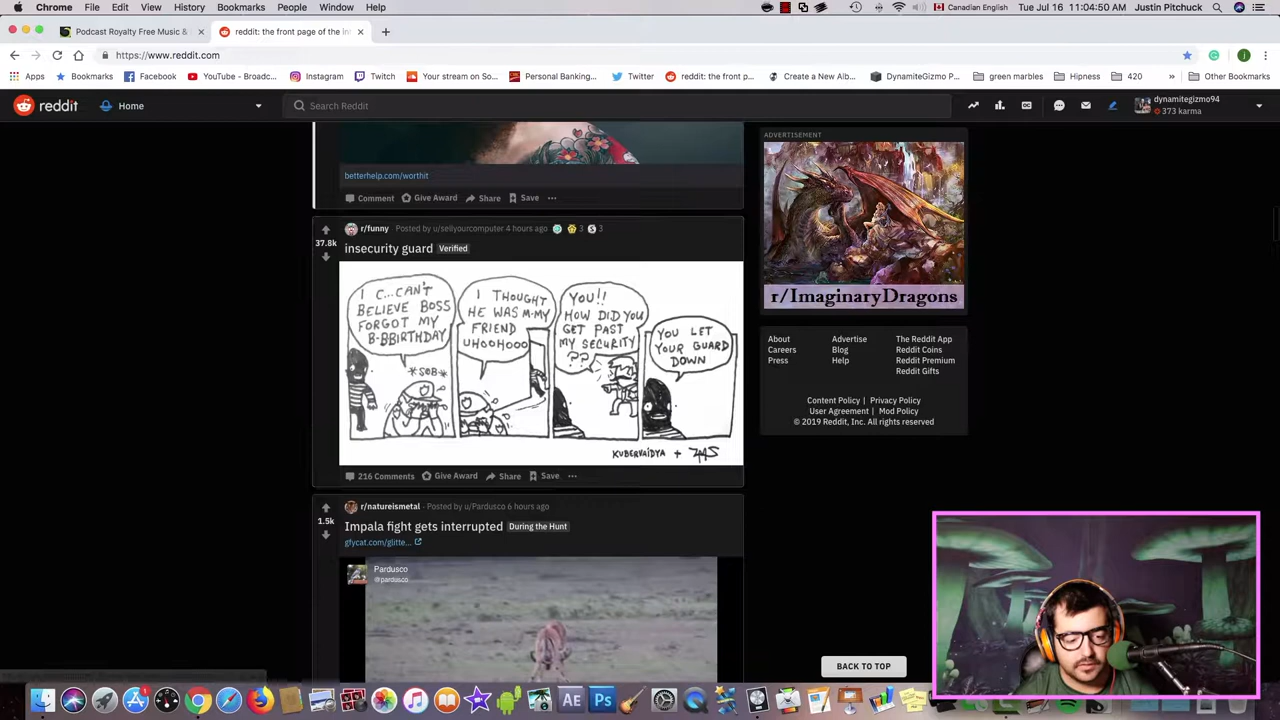 Chrome File Edit View History Bookmarks People Window Help
Canadian English Tue Jul 16 11:04:50 AM Justin Pitchuck
Podcast Royalty Free Music &
reddit: the front page of the in
https://www.reddit.com
Apps Bookmarks Facebook YouTube - Broadc... Instagram Twitch Your stream on So... Personal Banking... Twitter reddit: the front p... Create a New Alb... DynamiteGizmo P... green marbles Hipness 420 » Other Bookmarks
reddit Home Search Reddit
dynamitegizmo94
373 karma
betterhelp.com/worthit
Comment Give Award Share Save
r/funny · Posted by u/sellyourcomputer 4 hours ago 3 3
37.8k
insecurity guard Verified
I C...CAN'T
BELIEVE BOSS
FORGOT MY
B-BBIRTHDAY
*SOB*
I THOUGHT
HE WAS M-MY
FRIEND
UHOOHOOO
YOU!!
HOW DID YOU
GET PAST
MY SECURITY
??
YOU LET
YOUR GUARD
DOWN
KUBERVAIDYA +
216 Comments Give Award Share Save
r/natureismetal · Posted by u/Pardusco 6 hours ago
1.5k
Impala fight gets interrupted During the Hunt
gfycat.com/glitte...
Pardusco
@pardusco
ADVERTISEMENT
r/ImaginaryDragons
About Advertise The Reddit App
Careers Blog Reddit Coins
Press Help Reddit Premium
Reddit Gifts
Content Policy | Privacy Policy
User Agreement | Mod Policy
© 2019 Reddit, Inc. All rights reserved
BACK TO TOP
AE Ps